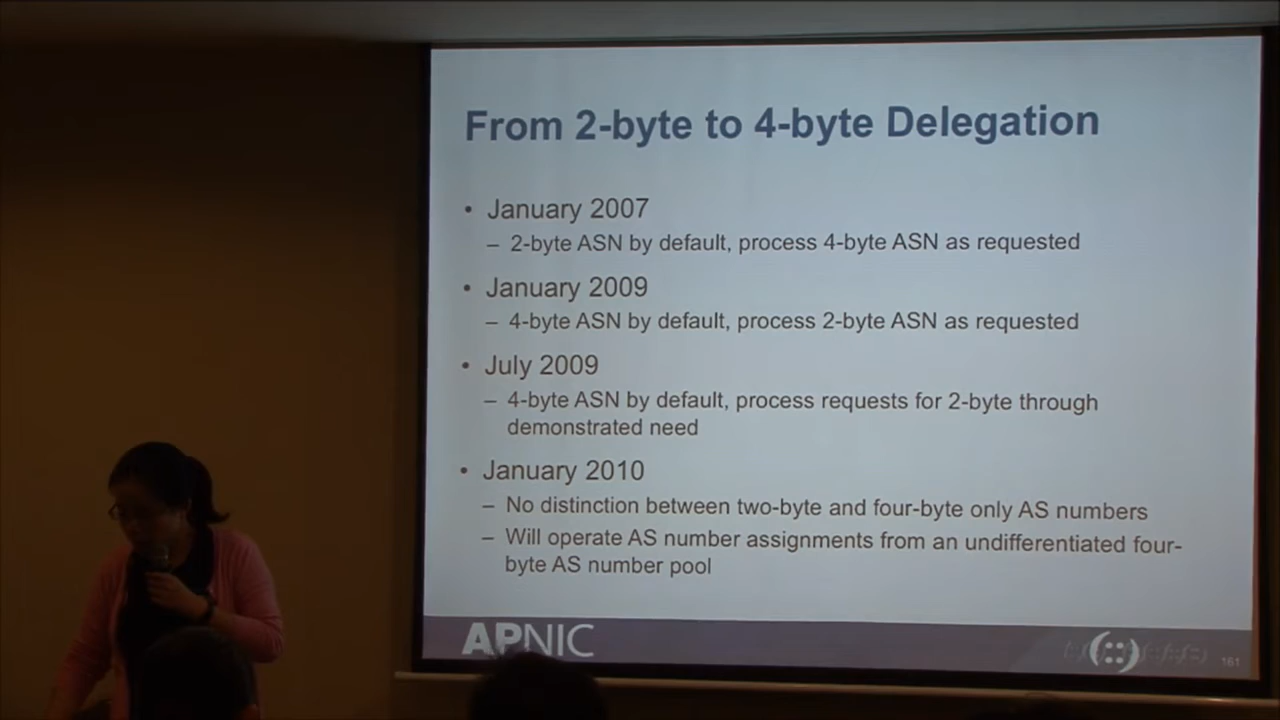 From 2-byte to 4-byte Delegation
• January 2007
– 2-byte ASN by default, process 4-byte ASN as requested
• January 2009
– 4-byte ASN by default, process 2-byte ASN as requested
• July 2009
– 4-byte ASN by default, process requests for 2-byte through
demonstrated need
• January 2010
– No distinction between two-byte and four-byte only AS numbers
– Will operate AS number assignments from an undifferentiated four-
byte AS number pool
APNIC
161